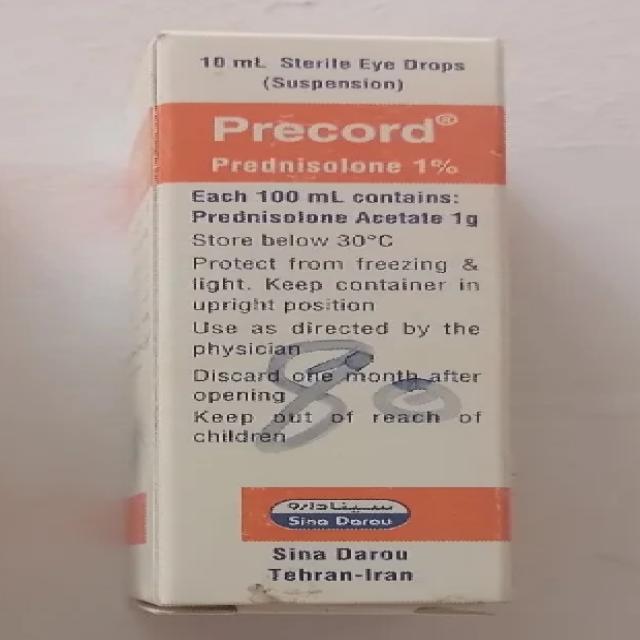 10 mL Sterile Eye Drops
(Suspension)
Precord®
Prednisolone 1%
Each 100 mL contains:
Prednisolone Acetate 1g
Store below 30°C
Protect from freezing &
light. Keep container in
upright position
Use as directed by the
physician
Discard one month after
opening
Keep out of reach of
children
سینادارو
Sina Darou
Sina Darou
Tehran-Iran